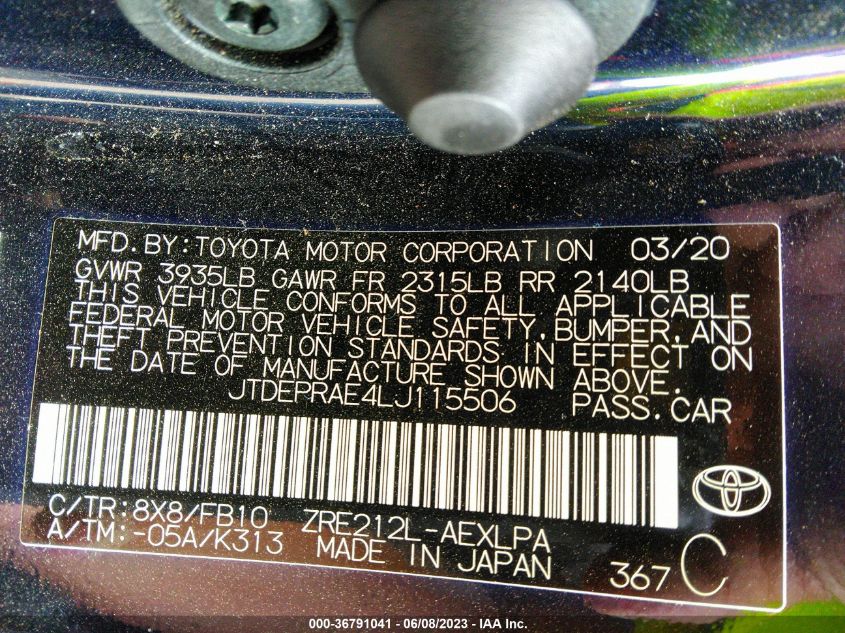 MFD.BY:TOYOTA MOTOR CORPORATION 03/20
GVWR 3935LB GAWR FR 2315LB RR 2140LB
THIS VEHICLE CONFORMS TO ALL APPLICABLE
FEDERAL MOTOR VEHICLE SAFETY,BUMPER,AND
THEFT PREVENTION STANDARDS IN EFFECT ON
THE DATE OF MANUFACTURE SHOWN ABOVE.
JTDEPRAE4LJ115506 PASS.CAR
C/TR:8X8/FB10 ZRE212L-AEXLPA
A/TM:-05A/K313 MADE IN JAPAN 367 C
000-36791041 - 06/08/2023 - IAA Inc.